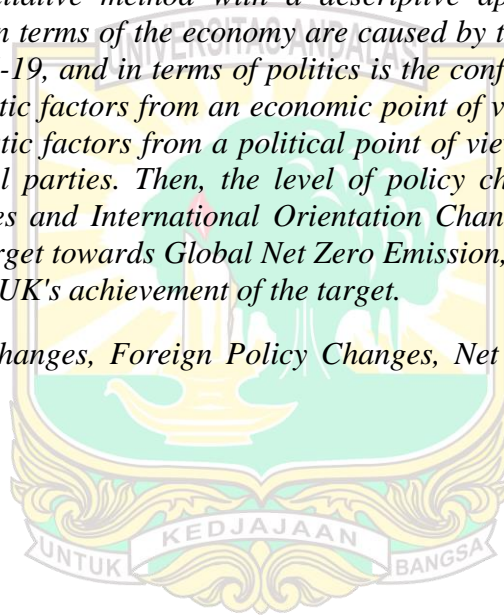 itative method with a descriptive ap
n terms of the economy are caused by t
-19, and in terms of politics is the conf
tic factors from an economic point of v
tic factors from a political point of view
l parties. Then, the level of policy ch
es and International Orientation Chan
rget towards Global Net Zero Emission,
UK's achievement of the target.
hanges, Foreign Policy Changes, Net
UNIVERSITAS ANDALAS
UNTUK KEDJAJAAN BANGSA